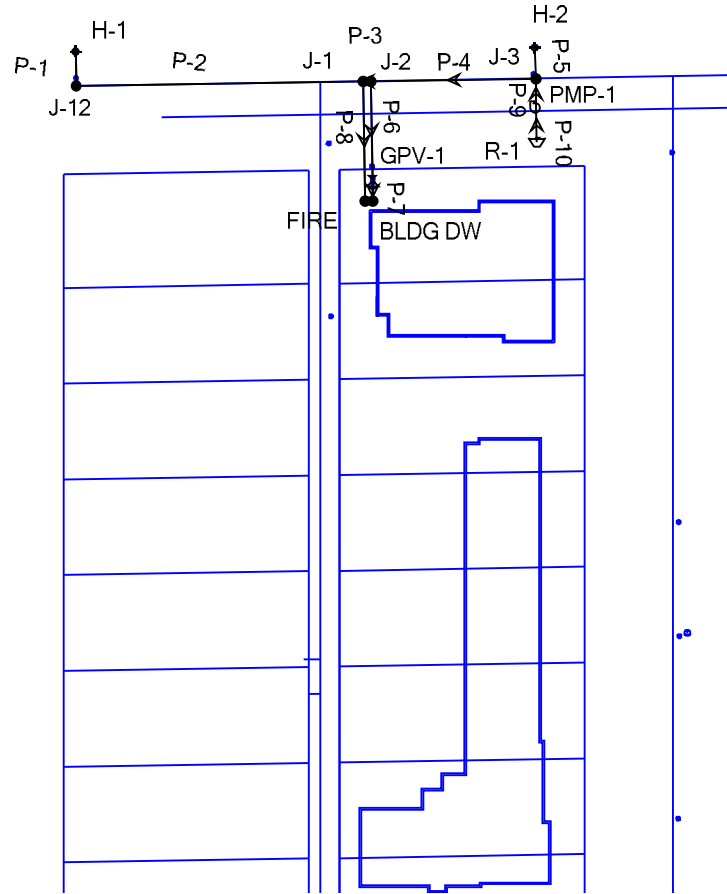 H-1
H-2
P-3
P-1
P-2
J-1
J-2
P-4
J-3
P-5
J-12
P-9
PMP-1
P-8
P-6
GPV-1
R-1
P-10
P-7
FIRE
BLDG DW